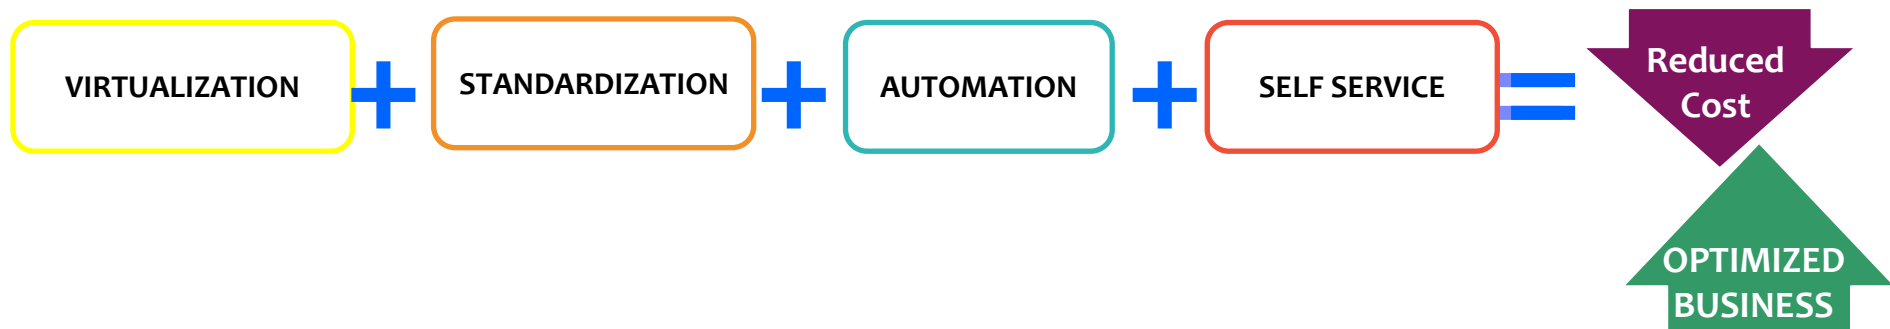 VIRTUALIZATION
STANDARDIZATION
AUTOMATION
SELF SERVICE
Reduced
Cost
OPTIMIZED
BUSINESS